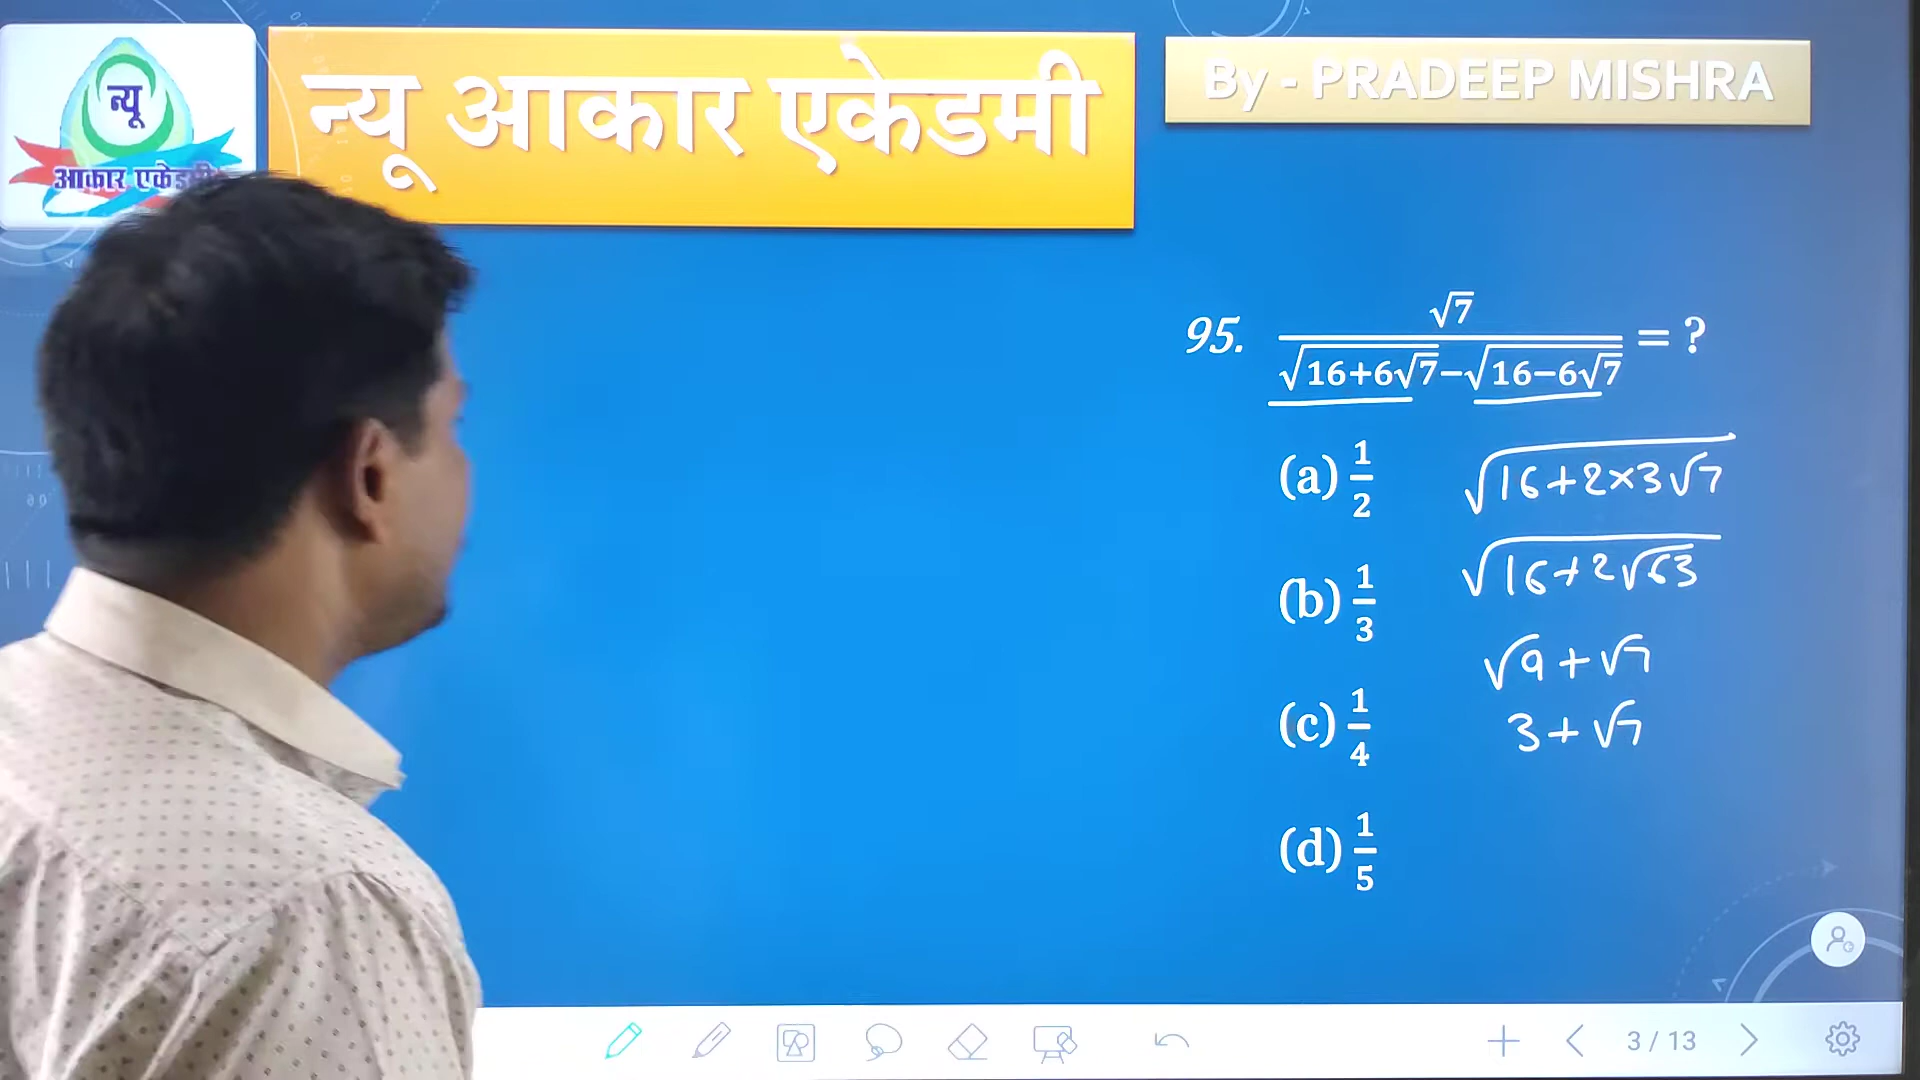 न्यू
आकार एकेडमी
न्यू आकार एकेडमी
By - PRADEEP MISHRA
95. √7 / (√(16+6√7) − √(16−6√7)) = ?
(a) 1/2
√(16+2×3√7)
(b) 1/3
√(16+2√63)
√9+√7
(c) 1/4
3+√7
(d) 1/5
3 / 13